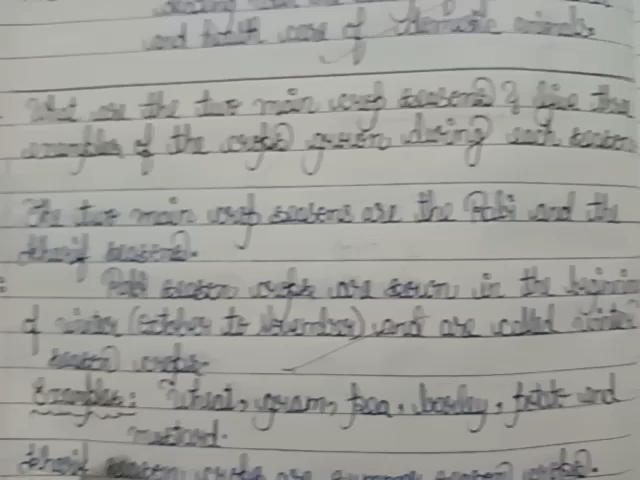 and health care of domestic animals.
What are the two main crop seasons? Give three
examples of the crops grown during each season
The two main crop seasons are the Rabi and the
kharif seasons.
Rabi season crops are sown in the beginning
of winter (October to November) and are called winter
season crops.
Examples: Wheat, gram, pea, barley, potato and
mustard.
kharif season crops are summer season crops.